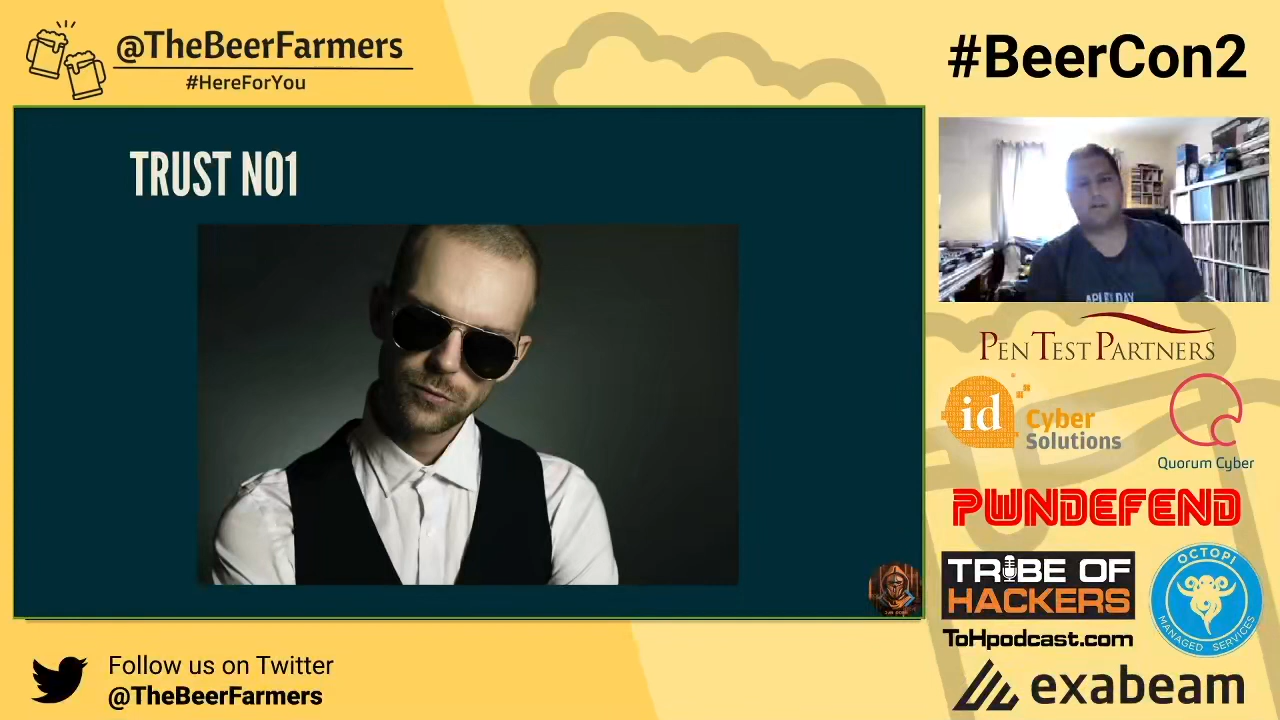 @TheBeerFarmers
#HereForYou
#BeerCon2
TRUST NO1
PEN TEST PARTNERS
id
Cyber
Solutions
Quorum Cyber
PWNDEFEND
TRIBE OF
HACKERS
ToHpodcast.com
OCTOPI
MANAGED SERVICES
exabeam
Follow us on Twitter
@TheBeerFarmers